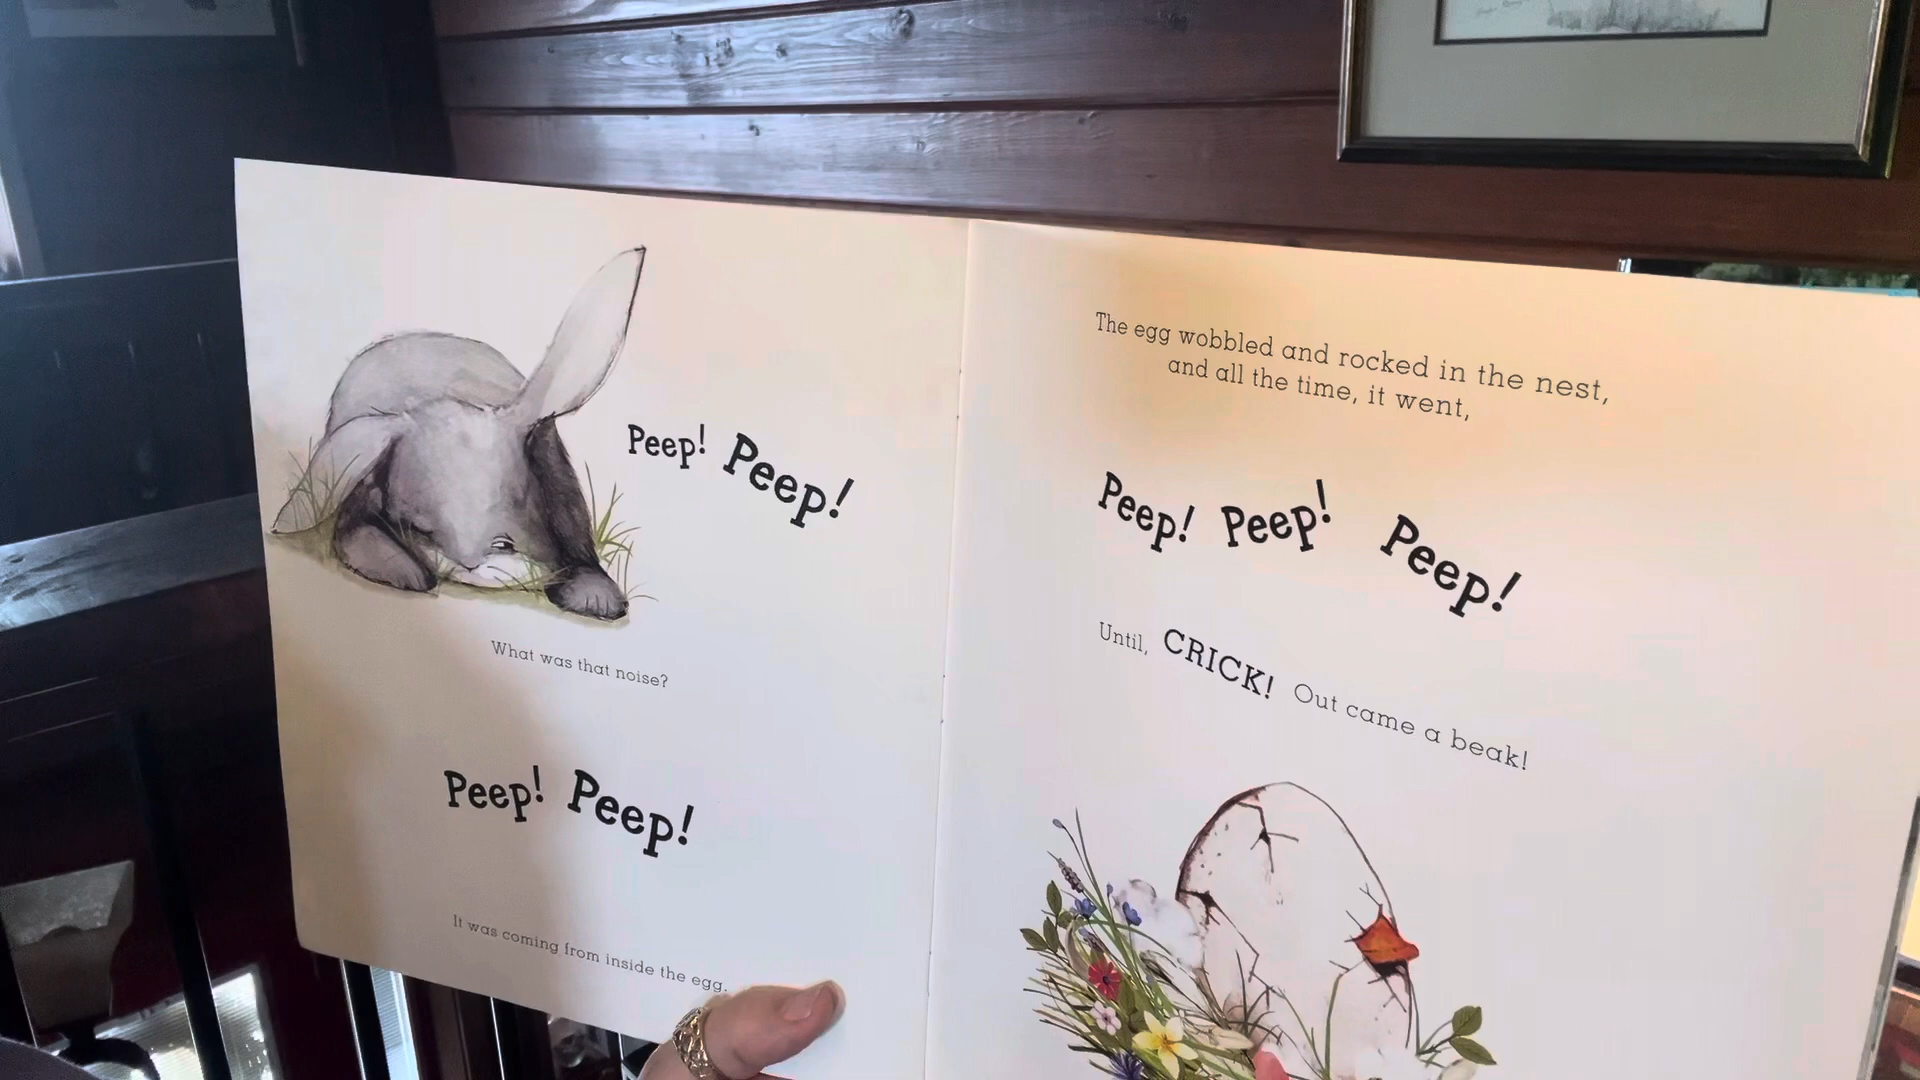 Peep! Peep!
What was that noise?
Peep! Peep!
It was coming from inside the egg.
The egg wobbled and rocked in the nest,
and all the time, it went,
Peep! Peep! Peep!
Until, CRICK! Out came a beak!